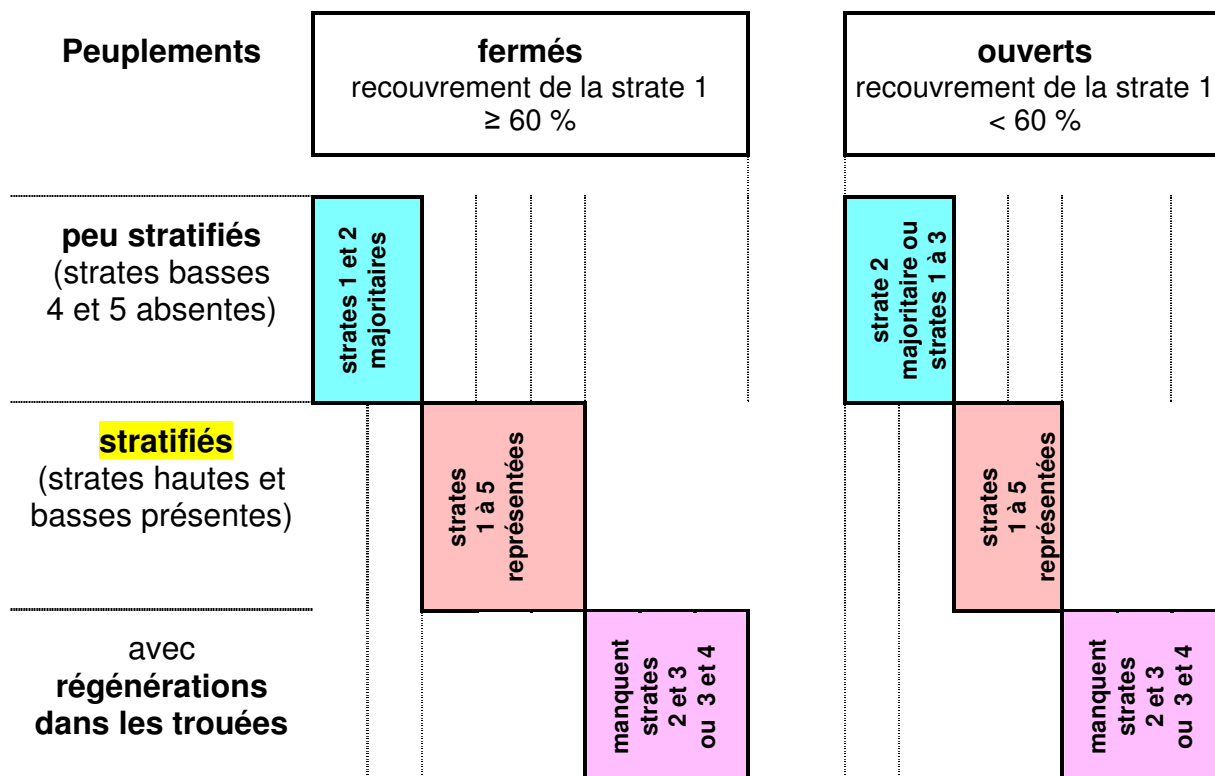 Peuplements
fermés
recouvrement de la strate 1
≥ 60 %
ouverts
recouvrement de la strate 1
< 60 %
peu stratifiés
(strates basses
4 et 5 absentes)
strates 1 et 2
majoritaires
strate 2
majoritaire ou
strates 1 à 3
stratifiés
(strates hautes et
basses présentes)
strates
1 à 5
représentées
strates
1 à 5
représentées
avec
régénérations
dans les trouées
manquent
strates
2 et 3
ou 3 et 4
manquent
strates
2 et 3
ou 3 et 4